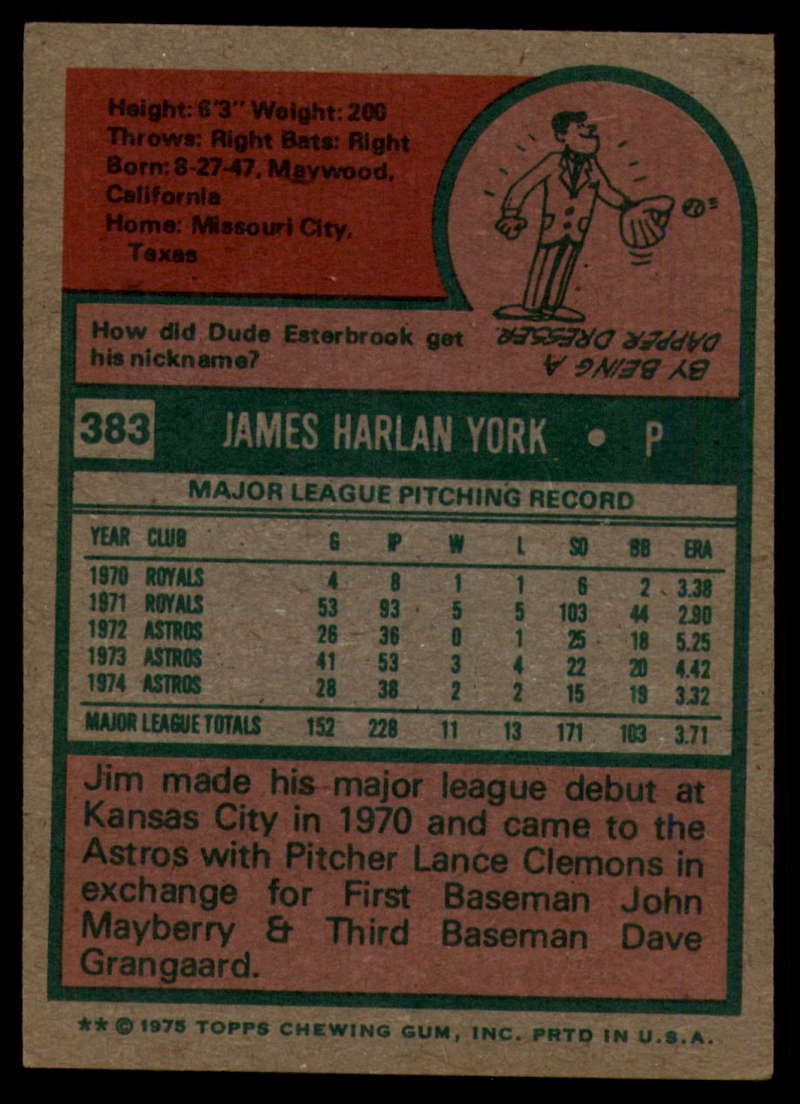 Height: 6'3" Weight: 200
Throws: Right Bats: Right
Born: 8-27-47, Maywood,
California
Home: Missouri City,
Texas
How did Dude Esterbrook get
his nickname?
BY BEING A
DAPPER DRESSER.
383 JAMES HARLAN YORK • P
MAJOR LEAGUE PITCHING RECORD
YEAR CLUB G IP W L SO BB ERA
1970 ROYALS 4 8 1 1 6 2 3.38
1971 ROYALS 53 93 5 5 103 44 2.90
1972 ASTROS 26 36 0 1 25 18 5.25
1973 ASTROS 41 53 3 4 22 20 4.42
1974 ASTROS 28 38 2 2 15 19 3.32
MAJOR LEAGUE TOTALS 152 228 11 13 171 103 3.71
Jim made his major league debut at
Kansas City in 1970 and came to the
Astros with Pitcher Lance Clemons in
exchange for First Baseman John
Mayberry & Third Baseman Dave
Grangaard.
** © 1975 TOPPS CHEWING GUM, INC. PRTD IN U.S.A.